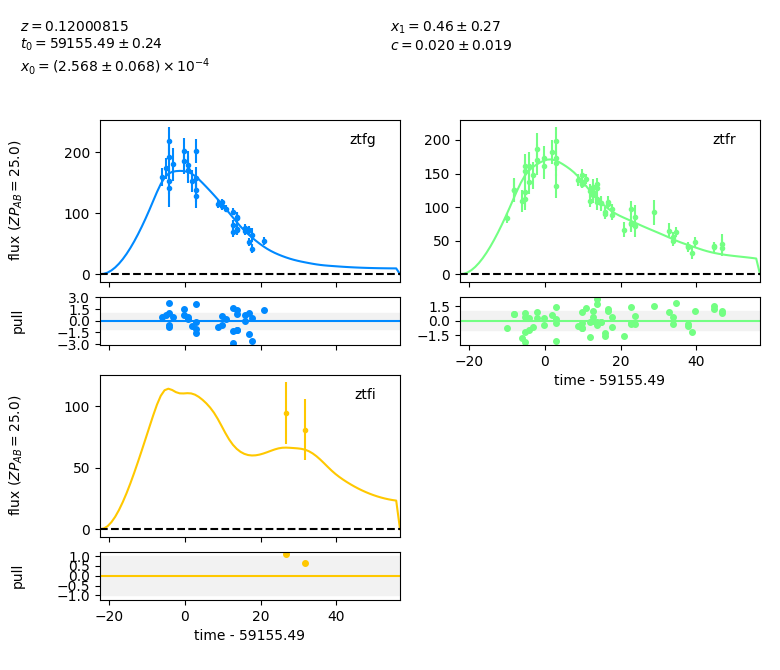 z = 0.12000815
t₀ = 59155.49 ± 0.24
x₀ = (2.568 ± 0.068) × 10⁻⁴
x₁ = 0.46 ± 0.27
c = 0.020 ± 0.019
ztfg
flux (ZP_AB = 25.0)
200
100
0
pull
3.0
1.5
0.0
−1.5
−3.0
ztfr
200
150
100
50
0
1.5
0.0
−1.5
−20 0 20 40
time - 59155.49
ztfi
flux (ZP_AB = 25.0)
100
50
0
pull
1.0
0.5
0.0
−0.5
−1.0
−20 0 20 40
time - 59155.49